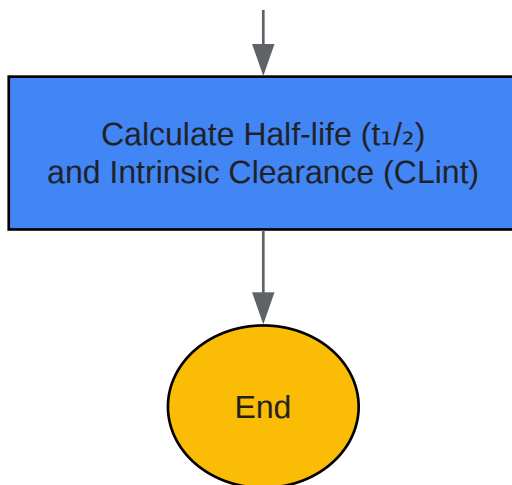 Calculate Half-life (t₁/₂)
and Intrinsic Clearance (CLint)
End